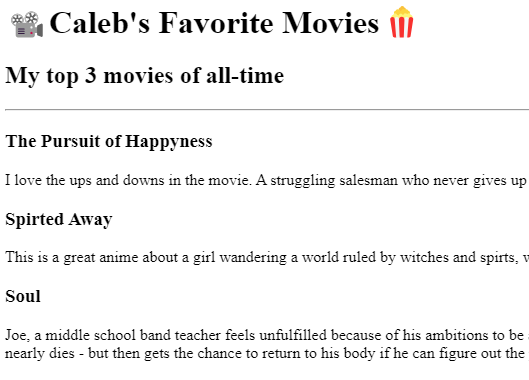 🎥 Caleb's Favorite Movies 🍿
My top 3 movies of all-time
The Pursuit of Happyness
I love the ups and downs in the movie. A struggling salesman who never gives up
Spirted Away
This is a great anime about a girl wandering a world ruled by witches and spirts,
Soul
Joe, a middle school band teacher feels unfulfilled because of his ambitions to be
nearly dies - but then gets the chance to return to his body if he can figure out the